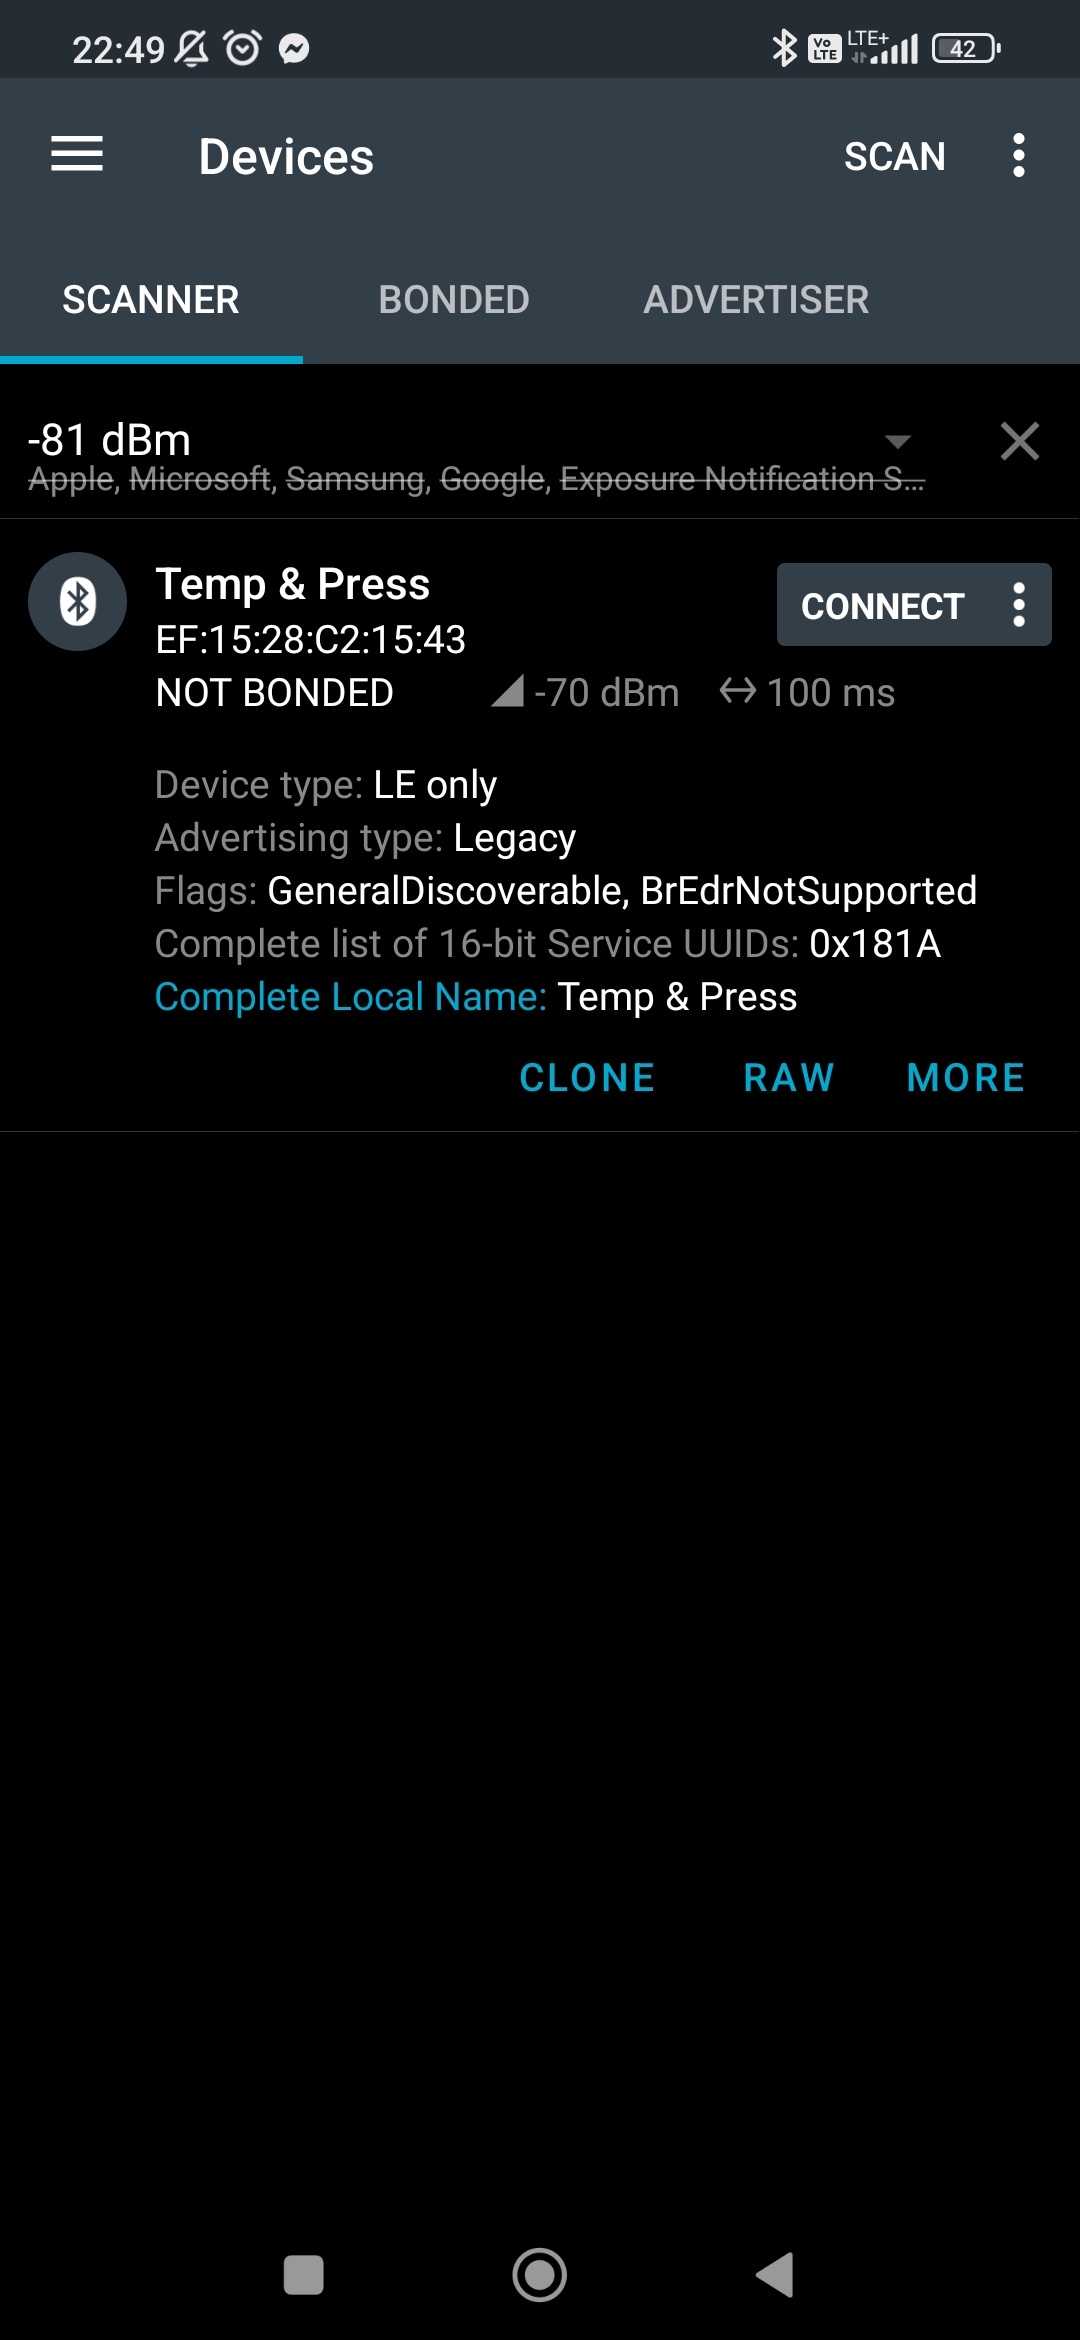 22:49 Vo LTE LTE+ 42
Devices SCAN
SCANNER BONDED ADVERTISER
-81 dBm
Apple, Microsoft, Samsung, Google, Exposure Notification S...
Temp & Press CONNECT
EF:15:28:C2:15:43
NOT BONDED -70 dBm 100 ms
Device type: LE only
Advertising type: Legacy
Flags: GeneralDiscoverable, BrEdrNotSupported
Complete list of 16-bit Service UUIDs: 0x181A
Complete Local Name: Temp & Press
CLONE RAW MORE